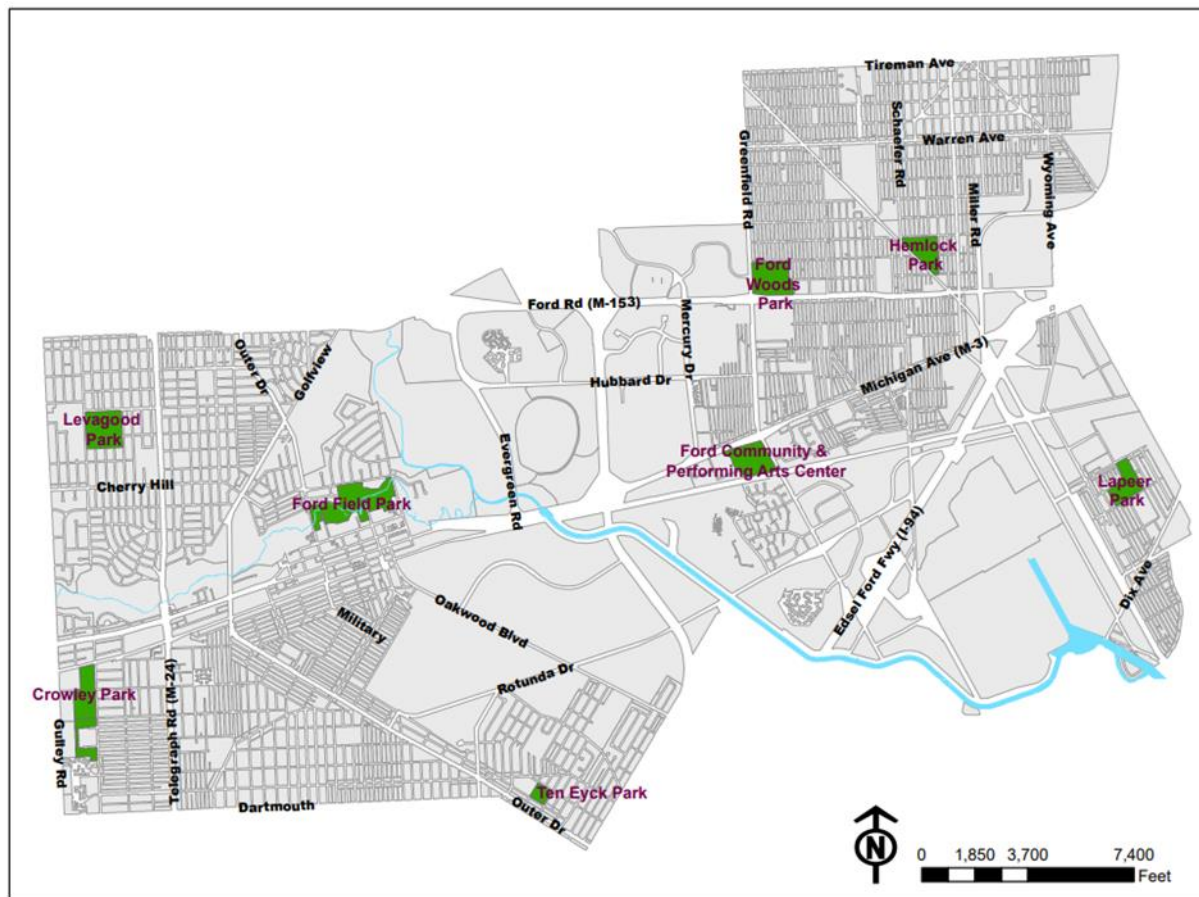 Tireman Ave
Schaefer Rd
Warren Ave
Greenfield Rd
Wyoming Ave
Miller Rd
Hemlock
Park
Ford
Woods
Park
Ford Rd (M-153)
Mercury Dr
Outer Dr
Golfview
Hubbard Dr
Michigan Ave (M-3)
Levagood
Park
Evergreen Rd
Ford Community &
Performing Arts Center
Cherry Hill
Ford Field Park
Lapeer
Park
Edsel Ford Fwy (I-94)
Dix Ave
Oakwood Blvd
Military
Rotunda Dr
Crowley Park
Telegraph Rd (M-24)
Gulley Rd
Ten Eyck Park
Dartmouth
Outer Dr
N
0 1,850 3,700 7,400
Feet